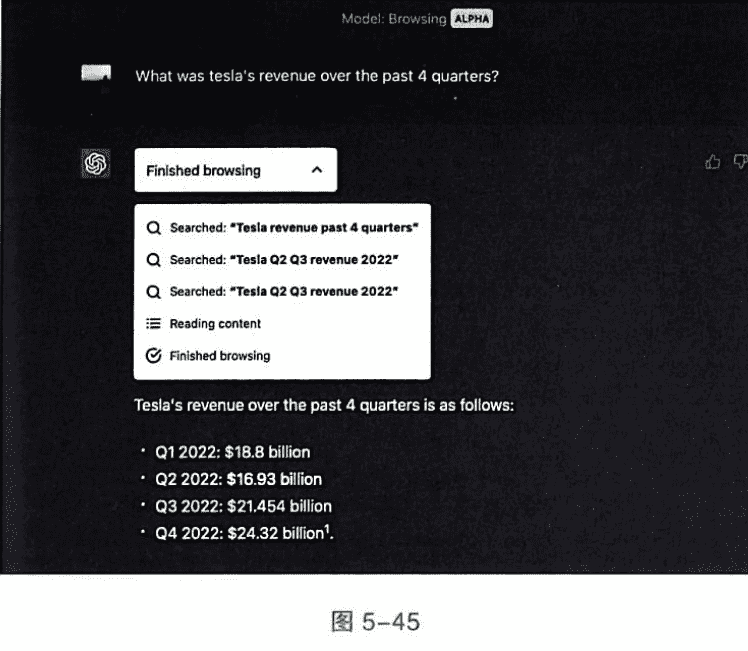 Model: Browsing ALPHA
What was tesla's revenue over the past 4 quarters?
Finished browsing
Searched: "Tesla revenue past 4 quarters"
Searched: "Tesla Q2 Q3 revenue 2022"
Searched: "Tesla Q2 Q3 revenue 2022"
Reading content
Finished browsing
Tesla's revenue over the past 4 quarters is as follows:
· Q1 2022: $18.8 billion
· Q2 2022: $16.93 billion
· Q3 2022: $21.454 billion
· Q4 2022: $24.32 billion¹.
图 5-45